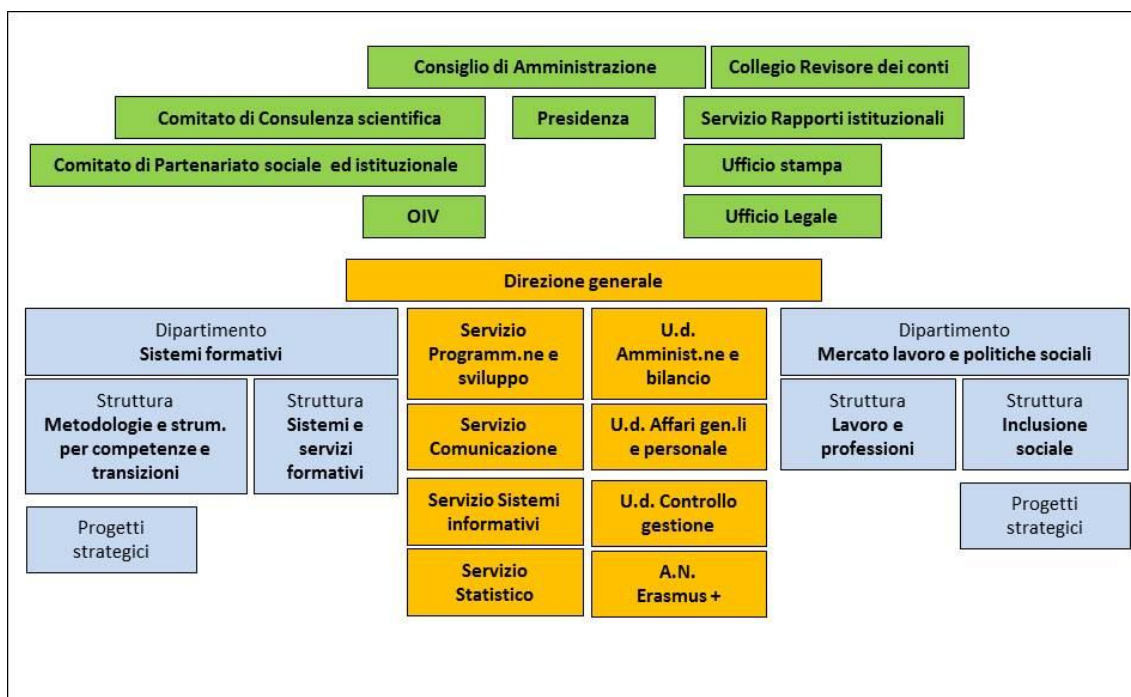 Consiglio di Amministrazione
Collegio Revisore dei conti
Comitato di Consulenza scientifica
Presidenza
Servizio Rapporti istituzionali
Comitato di Partenariato sociale ed istituzionale
Ufficio stampa
OIV
Ufficio Legale
Direzione generale
Dipartimento
Sistemi formativi
Servizio
Programm.ne e
sviluppo
U.d.
Amminist.ne e
bilancio
Dipartimento
Mercato lavoro e politiche sociali
Struttura
Metodologie e strum.
per competenze e
transizioni
Struttura
Sistemi e
servizi
formativi
Servizio
Comunicazione
U.d. Affari gen.li
e personale
Struttura
Lavoro e
professioni
Struttura
Inclusione
sociale
Progetti
strategici
Servizio Sistemi
informativi
U.d. Controllo
gestione
Progetti
strategici
Servizio
Statistico
A.N.
Erasmus +